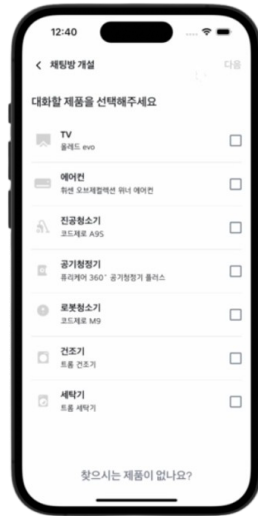 12:40
채팅방 개설
다음
대화할 제품을 선택해주세요
TV
올레드 evo
에어컨
휘센 오브제컬렉션 위너 에어컨
진공청소기
코드제로 A9S
공기청정기
퓨리케어 360° 공기청정기 플러스
로봇청소기
코드제로 M9
건조기
트롬 건조기
세탁기
트롬 세탁기
찾으시는 제품이 없나요?